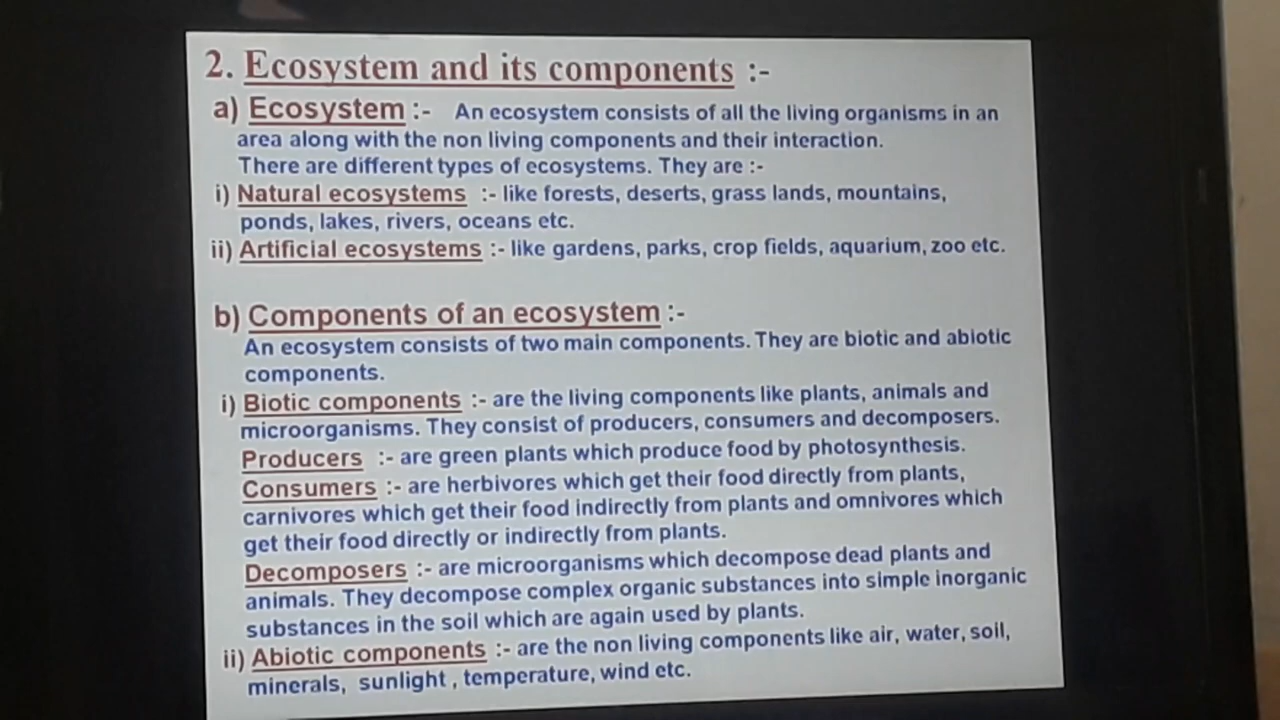 2. Ecosystem and its components :-
a) Ecosystem :- An ecosystem consists of all the living organisms in an
area along with the non living components and their interaction.
There are different types of ecosystems. They are :-
i) Natural ecosystems :- like forests, deserts, grass lands, mountains,
ponds, lakes, rivers, oceans etc.
ii) Artificial ecosystems :- like gardens, parks, crop fields, aquarium, zoo etc.
b) Components of an ecosystem :-
An ecosystem consists of two main components. They are biotic and abiotic
components.
i) Biotic components :- are the living components like plants, animals and
microorganisms. They consist of producers, consumers and decomposers.
Producers :- are green plants which produce food by photosynthesis.
Consumers :- are herbivores which get their food directly from plants,
carnivores which get their food indirectly from plants and omnivores which
get their food directly or indirectly from plants.
Decomposers :- are microorganisms which decompose dead plants and
animals. They decompose complex organic substances into simple inorganic
substances in the soil which are again used by plants.
ii) Abiotic components :- are the non living components like air, water, soil,
minerals, sunlight , temperature, wind etc.